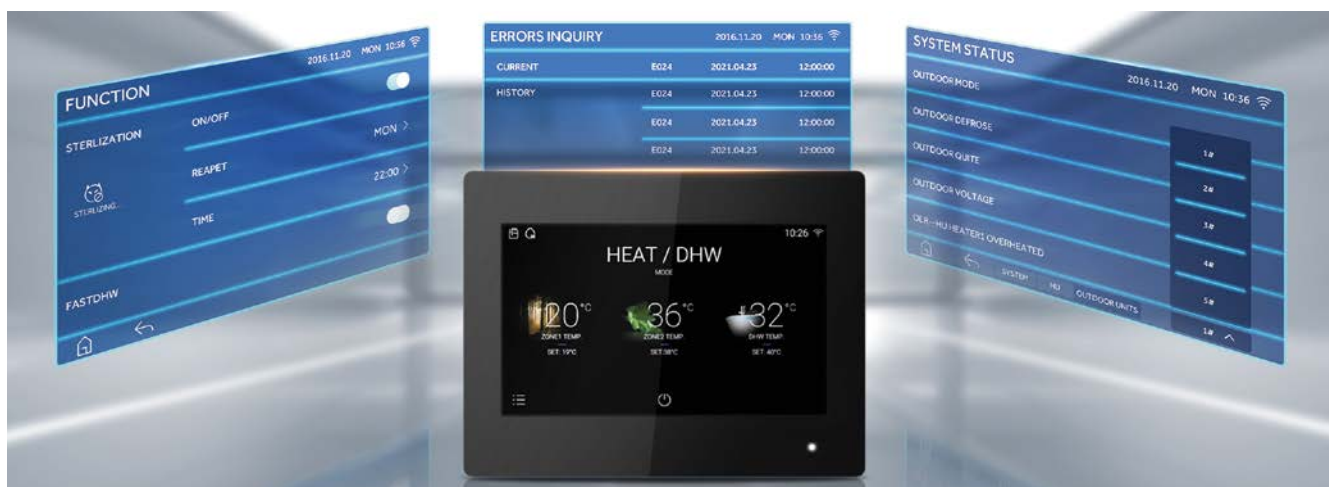 FUNCTION
2016.11.20 MON 10:36
STERLIZATION
ON/OFF
MON >
REAPET
22:00 >
STERLIZING...
TIME
FASTDHW
ERRORS INQUIRY 2016.11.20 MON 10:36
CURRENT E024 2021.04.23 12:00:00
HISTORY E024 2021.04.23 12:00:00
E024 2021.04.23 12:00:00
E024 2021.04.23 12:00:00
SYSTEM STATUS
2016.11.20 MON 10:36
OUTDOOR MODE
OUTDOOR DEFROSE
OUTDOOR QUITE
OUTDOOR VOLTAGE
OER---HU HEATER1 OVERHEATED
1#
2#
3#
4#
5#
1#
SYSTEM HU OUTDOOR UNITS
10:26
HEAT / DHW
MODE
20°C 36°C 32°C
ZONE1 TEMP. ZONE2 TEMP. DHW TEMP.
SET: 19°C SET:38°C SET: 40°C